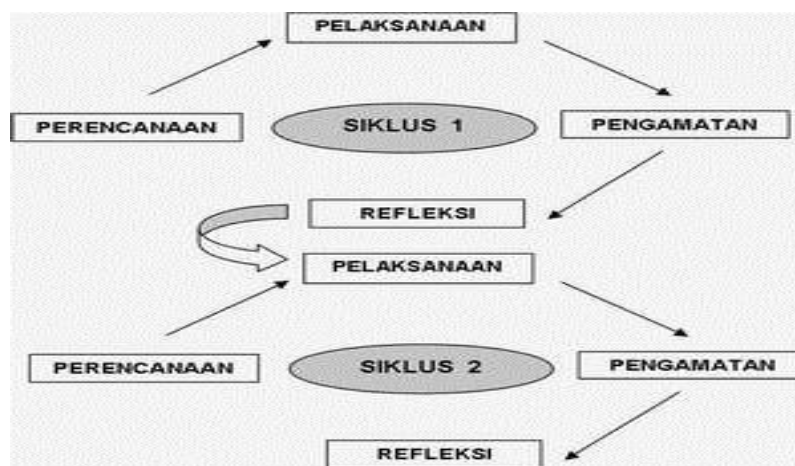 PELAKSANAAN
PERENCANAAN
SIKLUS 1
PENGAMATAN
REFLEKSI
PELAKSANAAN
PERENCANAAN
SIKLUS 2
PENGAMATAN
REFLEKSI